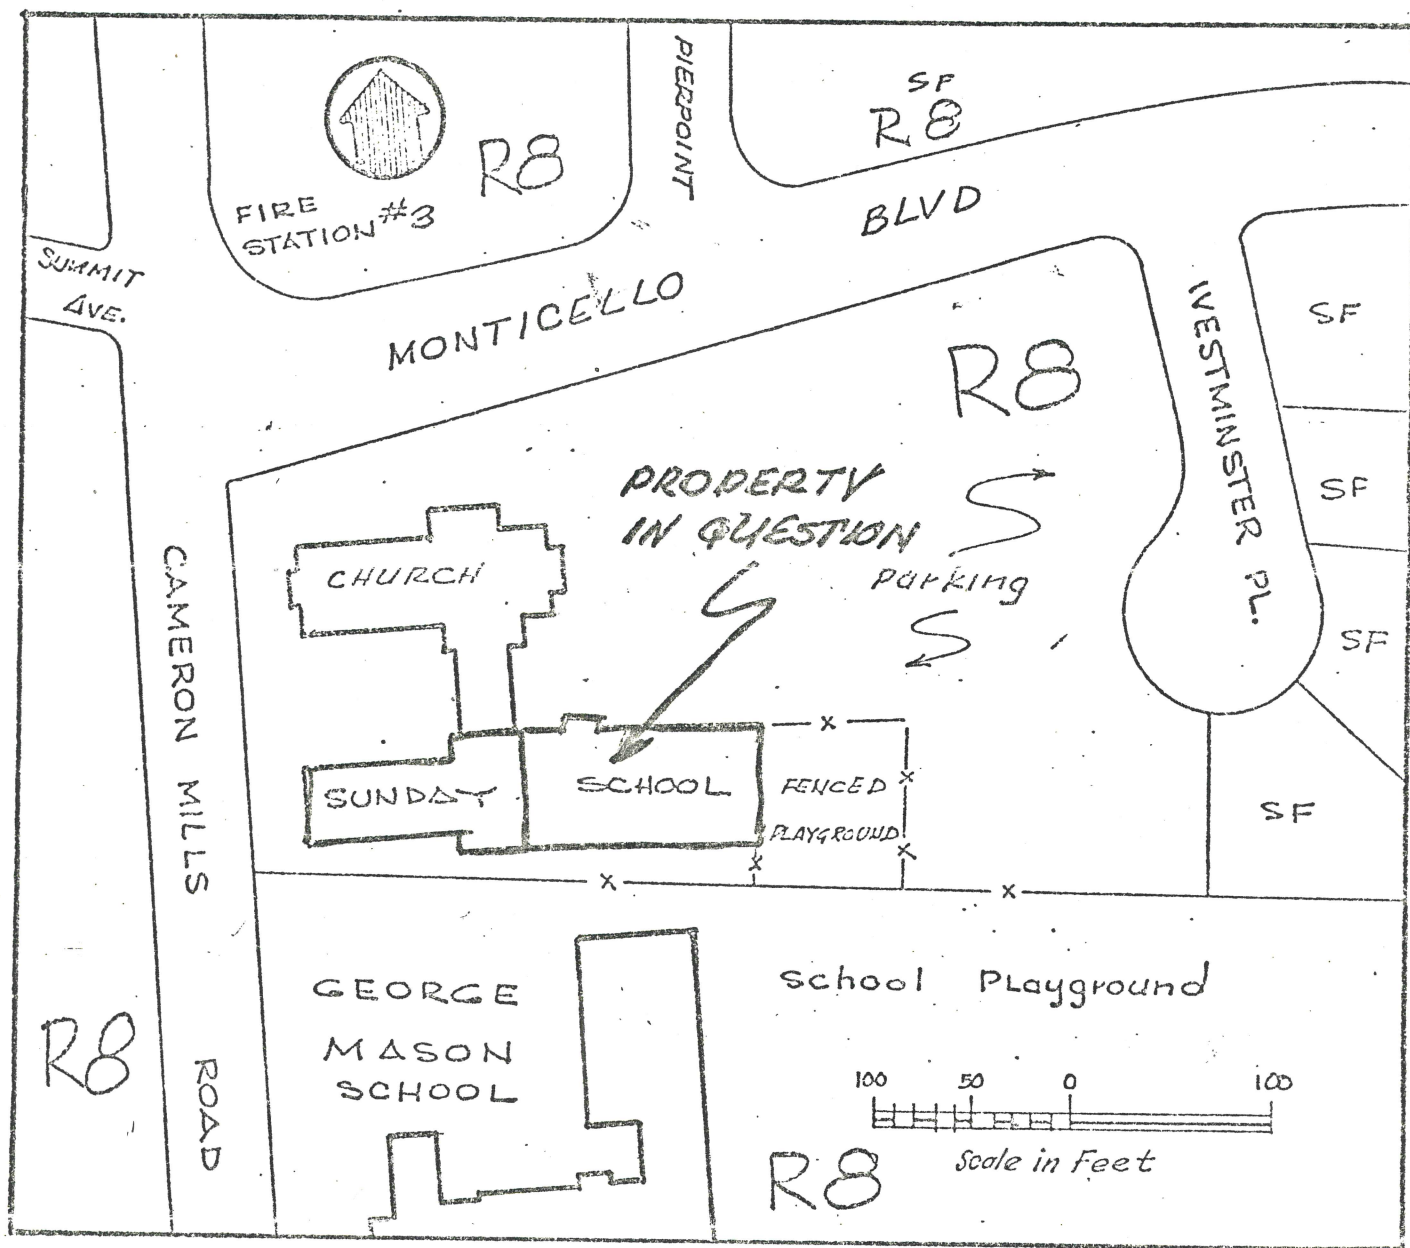 PIERPOINT
SF
R8
R8
FIRE
STATION #3
BLVD
SUMMIT
AVE.
MONTICELLO
WESTMINSTER PL.
SF
R8
SF
PROPERTY
IN QUESTION
Parking
CHURCH
CAMERON MILLS ROAD
SF
SUNDAY SCHOOL
FENCED
PLAYGROUND
SF
x
x
x
x
x
x
GEORGE
MASON
SCHOOL
School Playground
R8
100 50 0 100
Scale in Feet
R8